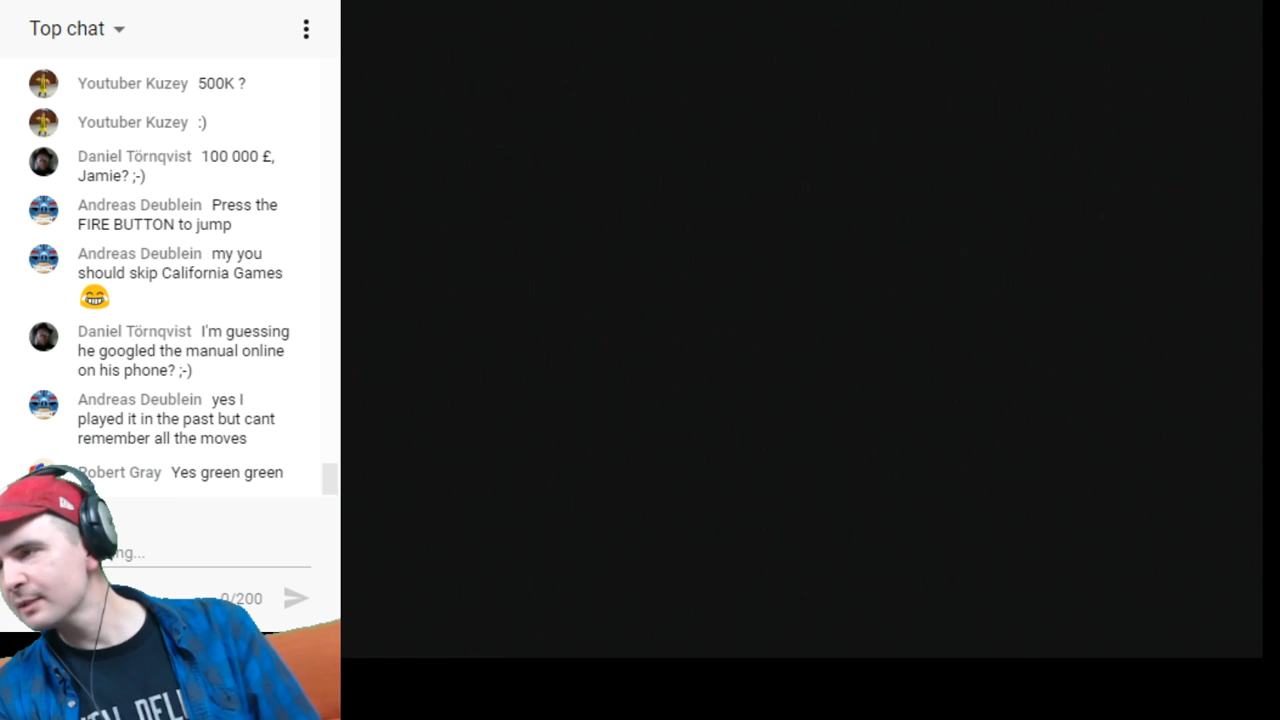 Top chat
Youtuber Kuzey 500K ?
Youtuber Kuzey :)
Daniel Törnqvist 100 000 £,
Jamie? ;-)
Andreas Deublein Press the
FIRE BUTTON to jump
Andreas Deublein my you
should skip California Games
😂
Daniel Törnqvist I'm guessing
he googled the manual online
on his phone? ;-)
Andreas Deublein yes I
played it in the past but cant
remember all the moves
Robert Gray Yes green green
0/200